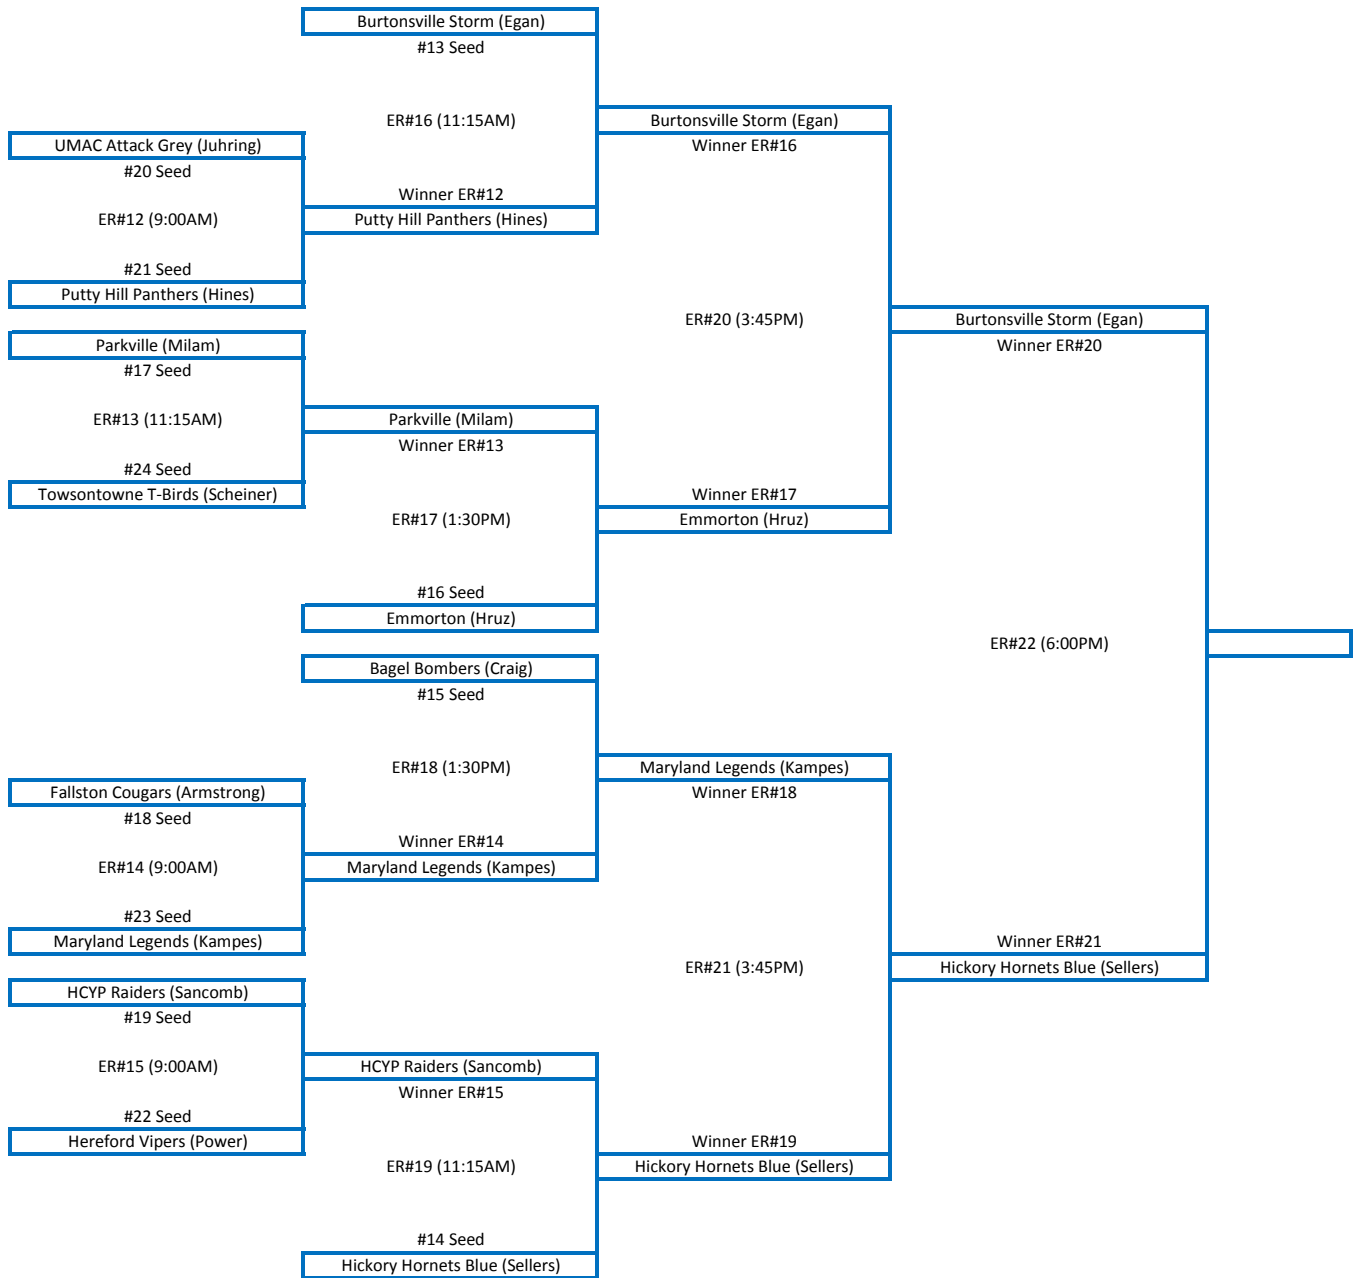 Burtonsville Storm (Egan)
#13 Seed
ER#16 (11:15AM)
Burtonsville Storm (Egan)
UMAC Attack Grey (Juhring)
Winner ER#16
#20 Seed
Winner ER#12
ER#12 (9:00AM)
Putty Hill Panthers (Hines)
#21 Seed
Putty Hill Panthers (Hines)
ER#20 (3:45PM)
Burtonsville Storm (Egan)
Parkville (Milam)
Winner ER#20
#17 Seed
ER#13 (11:15AM)
Parkville (Milam)
Winner ER#13
#24 Seed
Towsontowne T-Birds (Scheiner)
Winner ER#17
ER#17 (1:30PM)
Emmorton (Hruz)
#16 Seed
Emmorton (Hruz)
ER#22 (6:00PM)
Bagel Bombers (Craig)
#15 Seed
ER#18 (1:30PM)
Maryland Legends (Kampes)
Fallston Cougars (Armstrong)
Winner ER#18
#18 Seed
Winner ER#14
ER#14 (9:00AM)
Maryland Legends (Kampes)
#23 Seed
Maryland Legends (Kampes)
Winner ER#21
ER#21 (3:45PM)
Hickory Hornets Blue (Sellers)
HCYP Raiders (Sancomb)
#19 Seed
ER#15 (9:00AM)
HCYP Raiders (Sancomb)
Winner ER#15
#22 Seed
Hereford Vipers (Power)
Winner ER#19
ER#19 (11:15AM)
Hickory Hornets Blue (Sellers)
#14 Seed
Hickory Hornets Blue (Sellers)